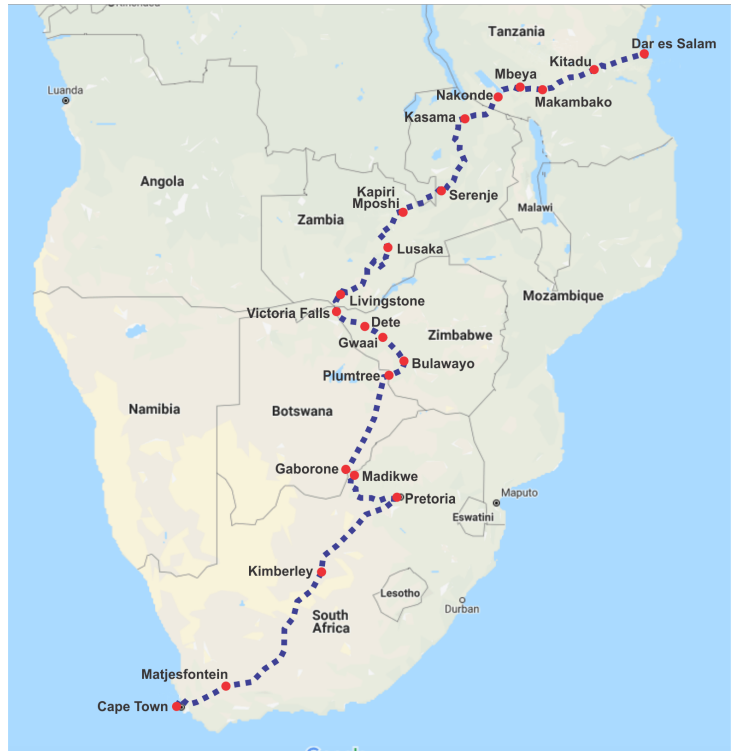 Tanzania
Dar es Salam
Kitadu
Mbeya
Luanda
Nakonde
Makambako
Kasama
Angola
Kapiri
Mposhi
Serenje
Malawi
Zambia
Lusaka
Mozambique
Livingstone
Victoria Falls
Dete
Zimbabwe
Gwaai
Bulawayo
Plumtree
Namibia
Botswana
Gaborone
Madikwe
Maputo
Pretoria
Eswatini
Kimberley
Lesotho
Durban
South
Africa
Matjesfontein
Cape Town